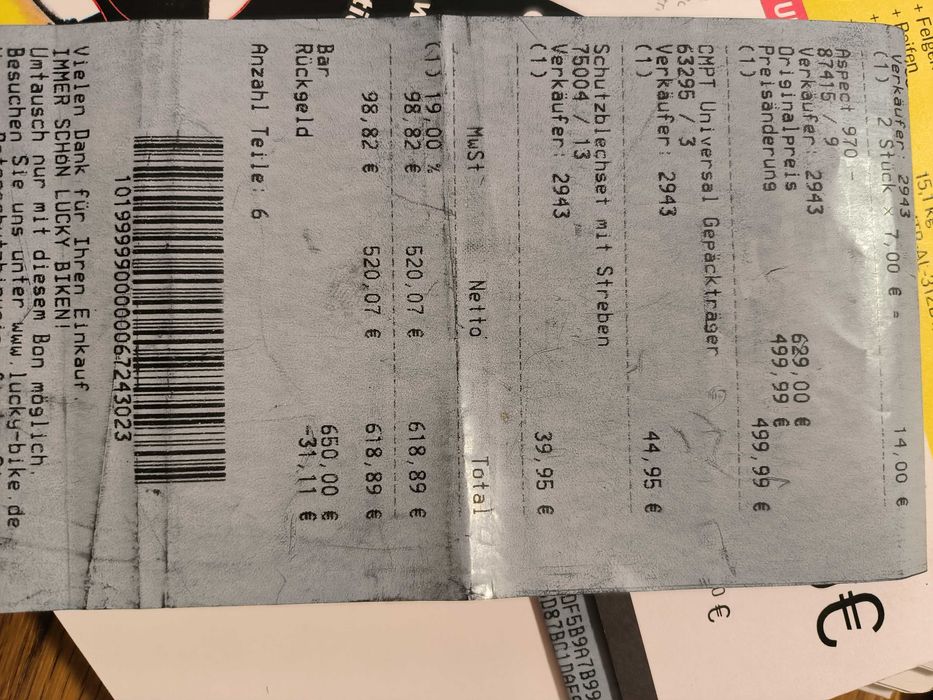 Verkäufer: 2943
(1) 2 Stück x 7,00 € = 14,00 €
Aspect 970 -
87415 / 9
Verkäufer: 2943
Originalpreis 629,00 €
Preisänderung 499,99 €
(1) 499,99 €
CMPT Universal Gepäckträger
63295 / 3
Verkäufer: 2943
(1) 44,95 €
Schutzblechset mit Streben
75004 / 13
Verkäufer: 2943
(1) 39,95 €
MwSt Netto Total
(1) 19,00 %
98,82 € 520,07 € 618,89 €
98,82 € 520,07 € 618,89 €
Bar 650,00 €
Rückgeld -31,11 €
Anzahl Teile: 6
Vielen Dank für Ihren Einkauf.
IMMER SCHÖN LUCKY BIKEN!
Umtausch nur mit diesem Bon möglich.
Besuchen Sie uns unter www.lucky-bike.de
+ Reifen
15,1 KG
€